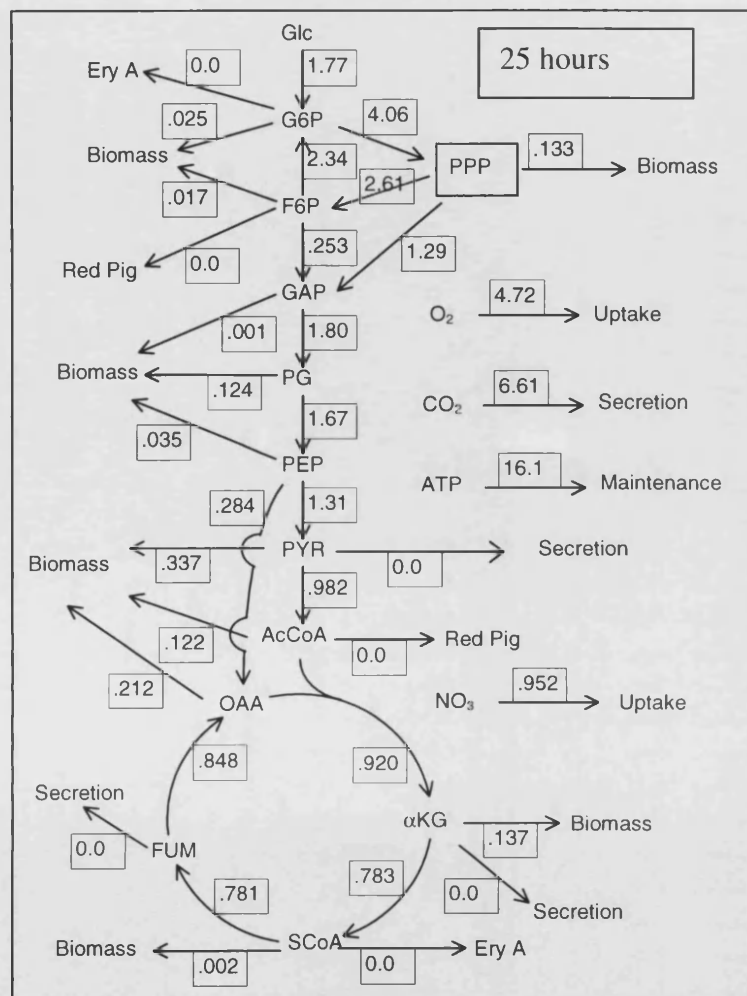 Glc
25 hours
Ery A
0.0
1.77
.025
G6P
4.06
Biomass
2.34
PPP
.133
Biomass
2.61
.017
F6P
Red Pig
0.0
.253
1.29
GAP
4.72
O₂
Uptake
.001
1.80
Biomass
PG
.124
6.61
CO₂
Secretion
.035
1.67
PEP
16.1
ATP
Maintenance
.284
1.31
PYR
Secretion
Biomass
.337
0.0
.982
AcCoA
Red Pig
.122
0.0
.212
.952
NO₃
Uptake
OAA
.848
.920
Secretion
αKG
Biomass
0.0
FUM
.137
.783
0.0
.781
Secretion
Biomass
SCoA
Ery A
.002
0.0